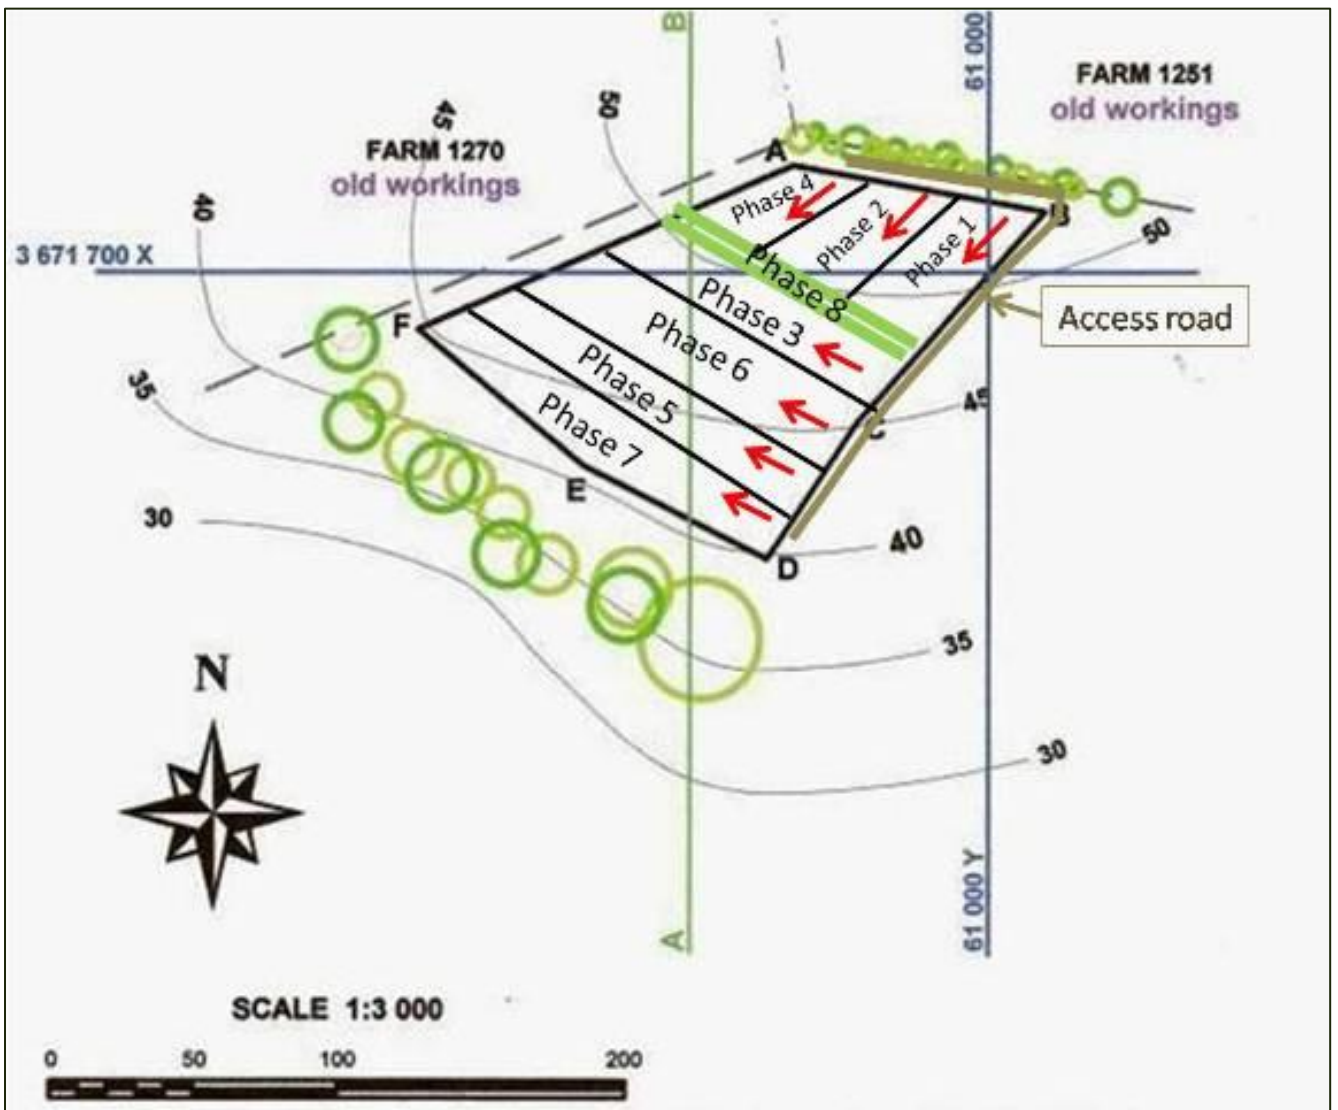 B
61 000
FARM 1251
old workings
50
45
FARM 1270
old workings
A
Phase 4
Phase 2
Phase 1
B
50
40
3 671 700 X
Phase 8
Access road
Phase 3
F
Phase 6
35
Phase 5
45
C
Phase 7
E
30
40
D
35
N
30
61 000 Y
A
SCALE 1:3 000
0 50 100 200